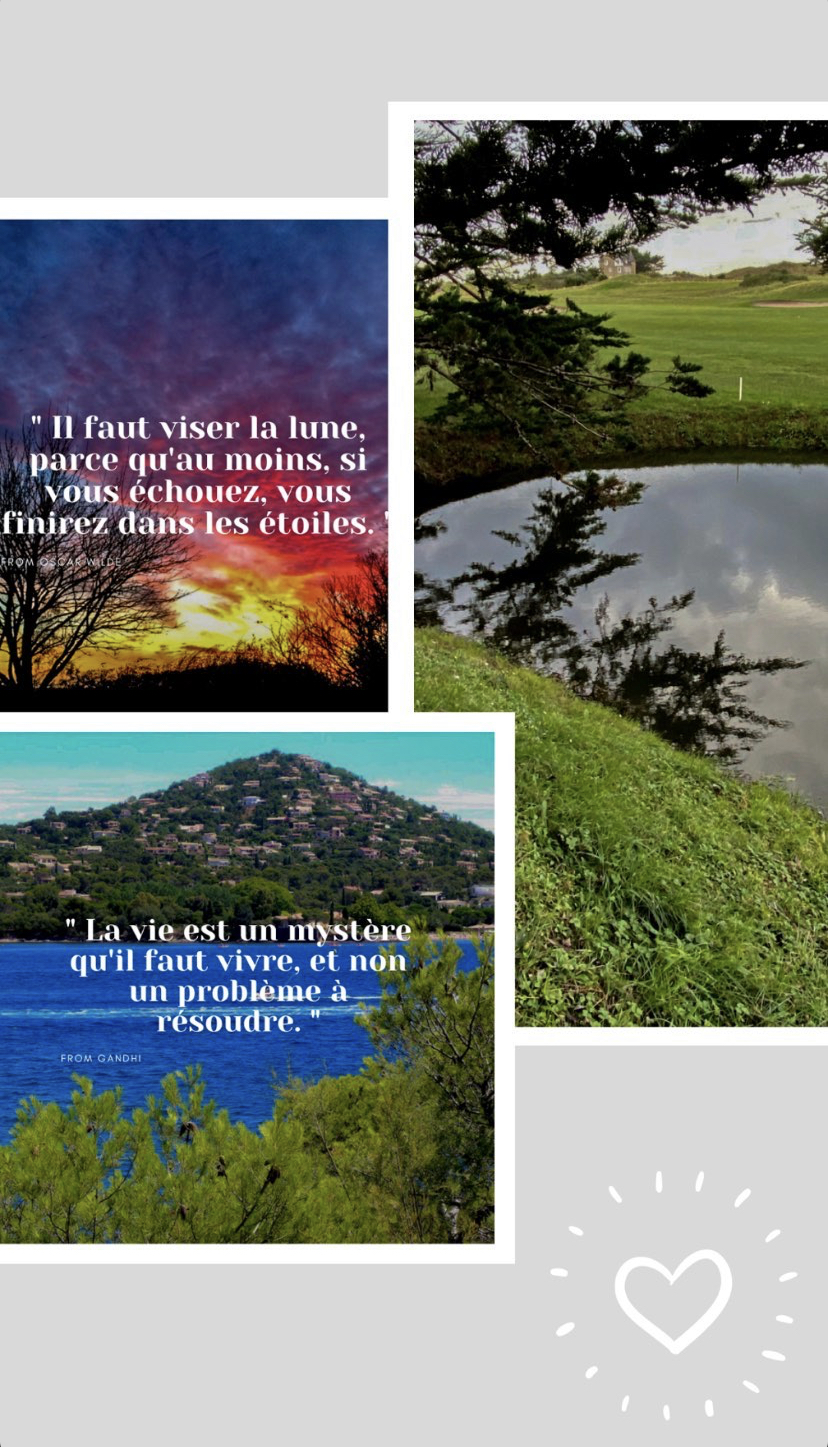 " Il faut viser la lune,
parce qu'au moins, si
vous échouez, vous
finirez dans les étoiles. "
FROM OSCAR WILDE
" La vie est un mystère
qu'il faut vivre, et non
un problème à
résoudre. "
FROM GANDHI